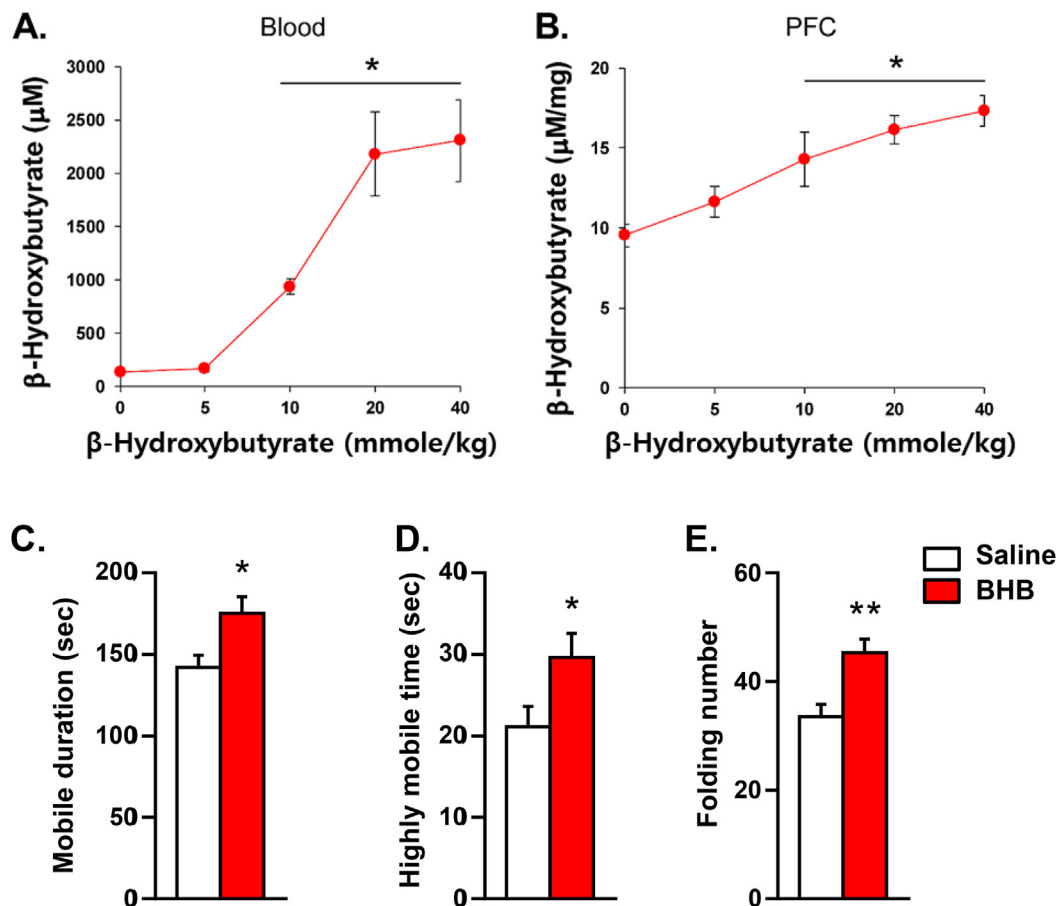 A.
Blood
β-Hydroxybutyrate (μM)
3000
2500
2000
1500
1000
500
0
*
0 5 10 20 40
β-Hydroxybutyrate (mmole/kg)
B.
PFC
β-Hydroxybutyrate (μM/mg)
20
15
10
5
0
*
0 5 10 20 40
β-Hydroxybutyrate (mmole/kg)
C.
Mobile duration (sec)
200
150
100
50
0
*
D.
Highly mobile time (sec)
40
30
20
10
0
*
E.
Folding number
60
40
20
0
**
Saline
BHB